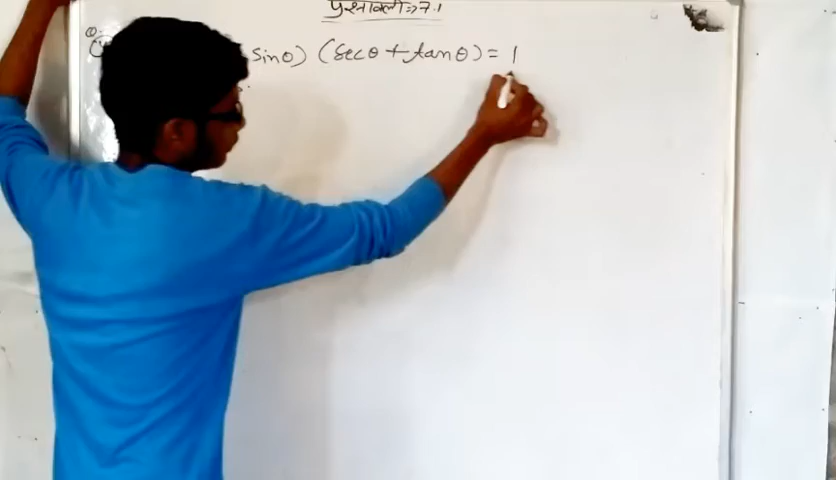 प्रश्नावली => 7.1
Q.
sinθ) (secθ + tanθ) = 1